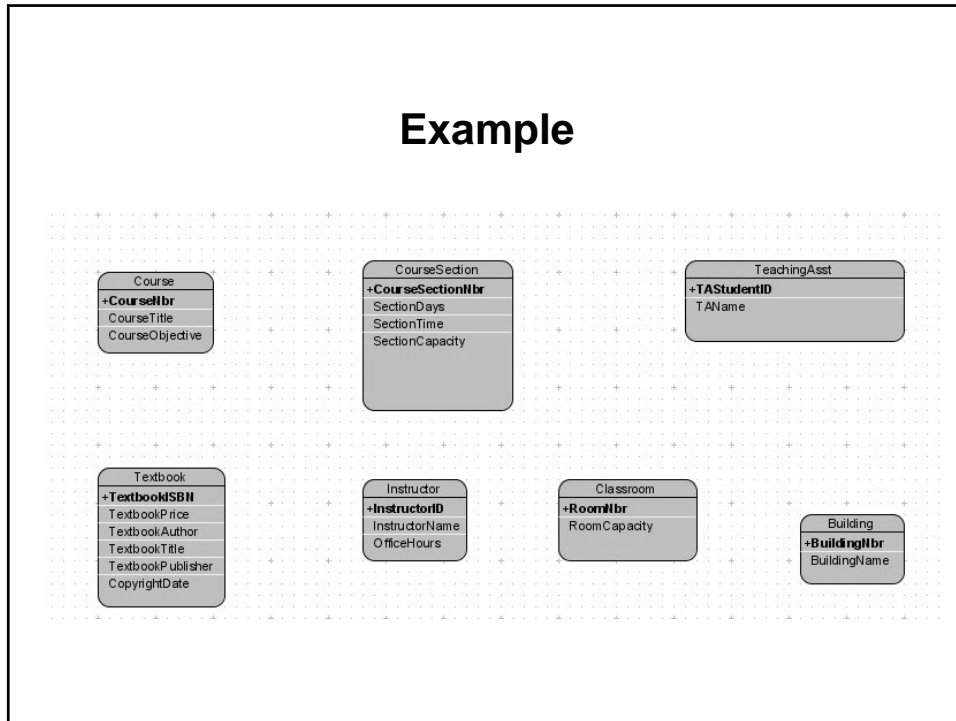 Example
Course
+CourseNbr
CourseTitle
CourseObjective
CourseSection
+CourseSectionNbr
SectionDays
SectionTime
SectionCapacity
TeachingAsst
+TAStudentID
TAName
Textbook
+TextbookISBN
TextbookPrice
TextbookAuthor
TextbookTitle
TextbookPublisher
CopyrightDate
Instructor
+InstructorID
InstructorName
OfficeHours
Classroom
+RoomNbr
RoomCapacity
Building
+BuildingNbr
BuildingName